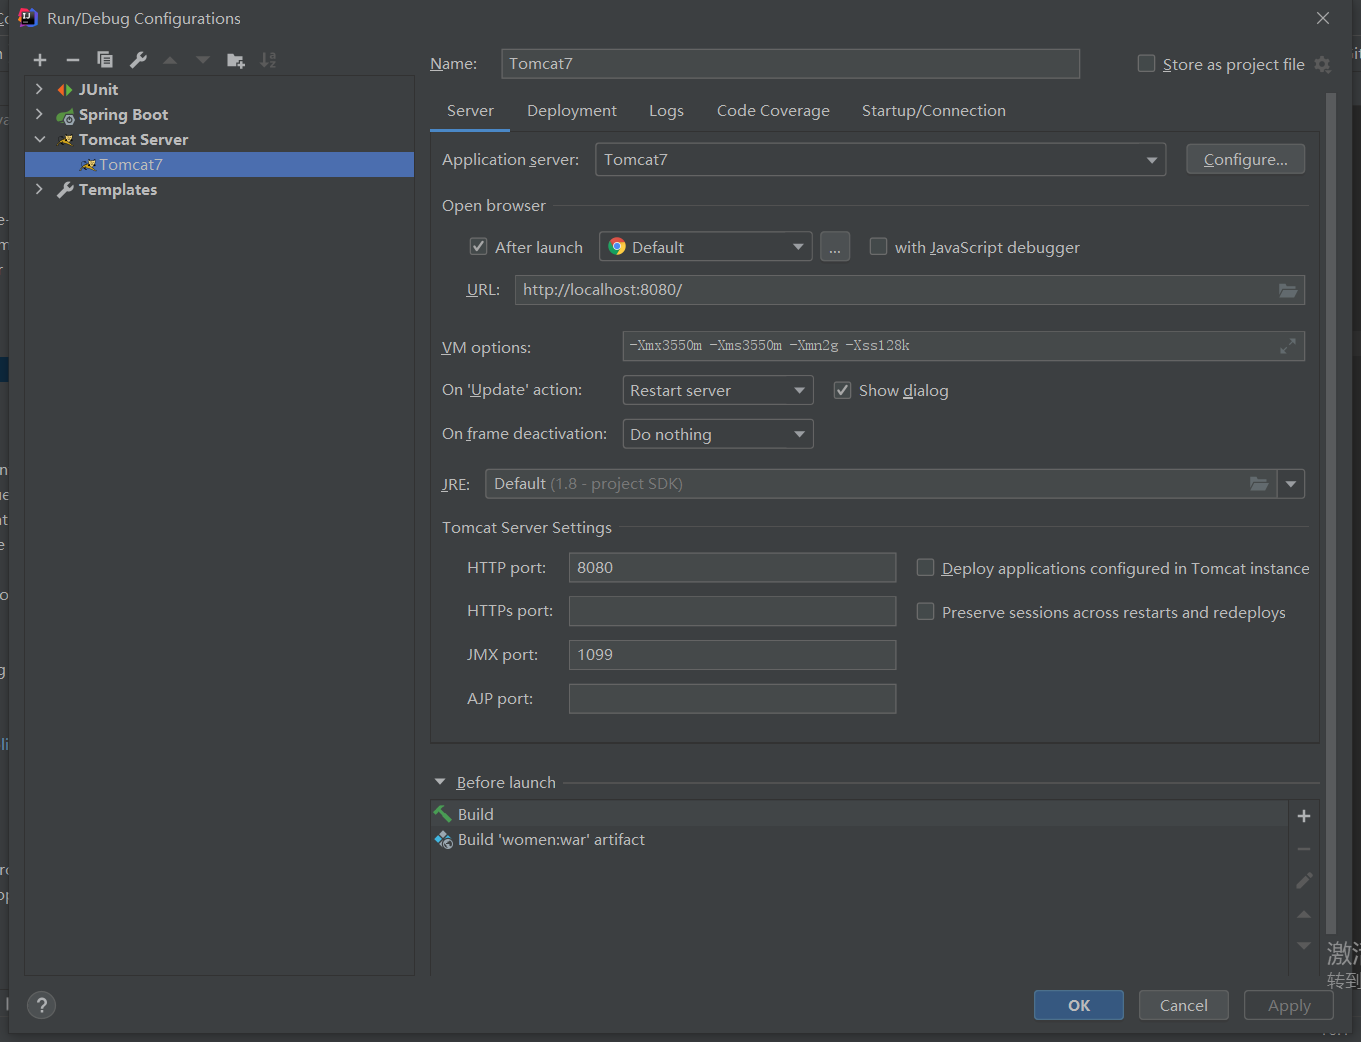 Run/Debug Configurations
JUnit
Spring Boot
Tomcat Server
Tomcat7
Templates
Name:
Tomcat7
Store as project file
Server
Deployment
Logs
Code Coverage
Startup/Connection
Application server:
Tomcat7
Configure...
Open browser
After launch
Default
...
with JavaScript debugger
URL:
http://localhost:8080/
VM options:
-Xmx3550m -Xms3550m -Xmn2g -Xss128k
On 'Update' action:
Restart server
Show dialog
On frame deactivation:
Do nothing
JRE:
Default (1.8 - project SDK)
Tomcat Server Settings
HTTP port:
8080
Deploy applications configured in Tomcat instance
HTTPs port:
Preserve sessions across restarts and redeploys
JMX port:
1099
AJP port:
Before launch
Build
Build 'women:war' artifact
激活
转到
?
OK
Cancel
Apply